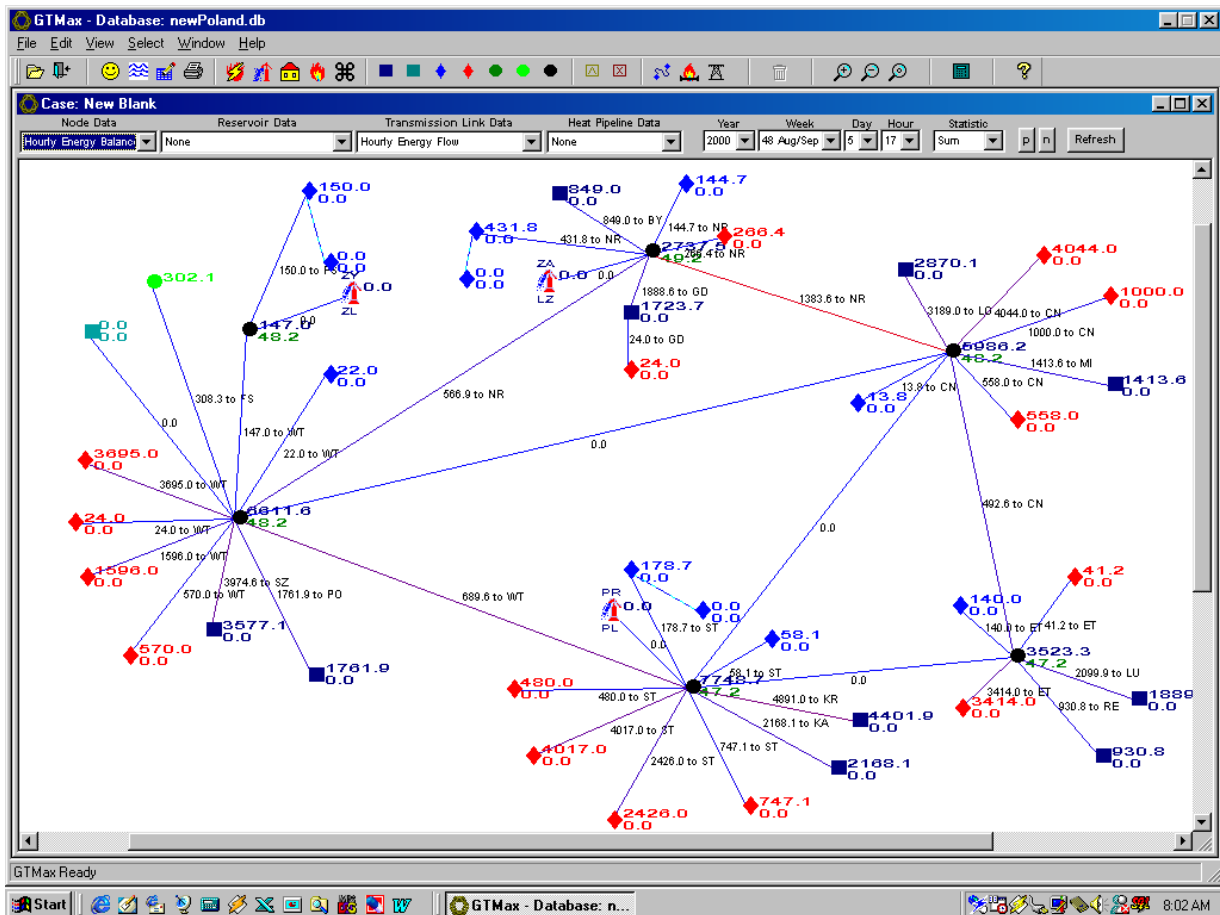 GTMax - Database: newPoland.db
File Edit View Select Window Help
Case: New Blank
Node Data Reservoir Data Transmission Link Data Heat Pipeline Data Year Week Day Hour Statistic
Hourly Energy Balanc None Hourly Energy Flow None 2000 48 Aug/Sep 5 17 Sum p n Refresh
150.0
0.0
849.0
0.0
144.7
0.0
849.0 to BY
144.7 to NR
431.8
0.0
431.8 to NR
266.4
0.0
266.4 to NR
2737.5
49.2
0.0
0.0
150.0 to
ZY
0.0
ZL
0.0
0.0
ZA
0.0
LZ
0.0
302.1
4044.0
0.0
2870.1
0.0
1000.0
0.0
1888.6 to GD
1723.7
0.0
1383.6 to NR
3189.0 to LO
4044.0 to CN
1000.0 to CN
0.0
0.0
147.0
48.2
0.0
24.0 to GD
24.0
0.0
5986.2
48.2
1413.6 to MI
1413.6
0.0
558.0 to CN
558.0
0.0
13.8 to CN
13.8
0.0
22.0
0.0
566.9 to NR
308.3 to FS
0.0
147.0 to WT
22.0 to WT
0.0
3695.0
0.0
3695.0 to WT
492.6 to CN
24.0
0.0
24.0 to WT
48.2
0.0
1596.0
0.0
1596.0 to WT
3974.6 to SZ
570.0 to WT
1761.9 to PO
689.6 to WT
3577.1
0.0
570.0
0.0
1761.9
0.0
178.7
0.0
PR
0.0
PL
0.0
0.0
178.7 to ST
0.0
58.1
0.0
58.1 to ST
41.2
0.0
140.0
0.0
140.0 to ET
41.2 to ET
3523.3
47.2
2099.9 to LU
1889
0.0
7748.7
47.2
0.0
480.0
0.0
480.0 to ST
4891.0 to KR
4401.9
0.0
3414.0 to ET
3414.0
0.0
930.8 to RE
930.8
0.0
4017.0 to ST
4017.0
0.0
2168.1 to KA
2168.1
0.0
747.1 to ST
747.1
0.0
2426.0 to ST
2426.0
0.0
GTMax Ready
Start GTMax - Database: n... 8:02 AM